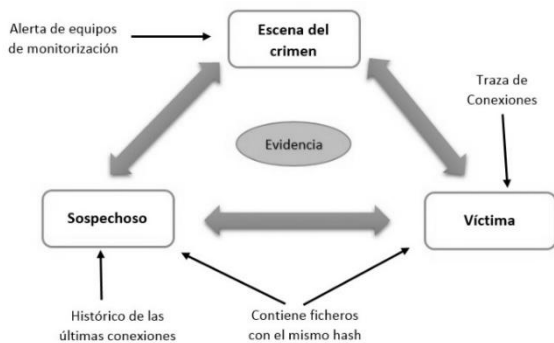 Alerta de equipos
de monitorización
Escena del
crimen
Traza de
Conexiones
Evidencia
Sospechoso
Víctima
Histórico de las
últimas conexiones
Contiene ficheros
con el mismo hash